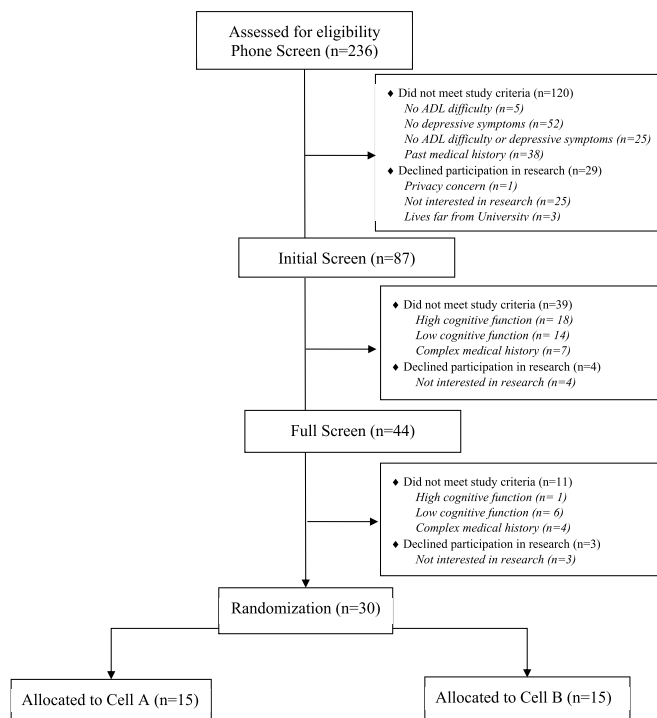 Assessed for eligibility
Phone Screen (n=236)
♦ Did not meet study criteria (n=120)
No ADL difficulty (n=5)
No depressive symptoms (n=52)
No ADL difficulty or depressive symptoms (n=25)
Past medical history (n=38)
♦ Declined participation in research (n=29)
Privacy concern (n=1)
Not interested in research (n=25)
Lives far from University (n=3)
Initial Screen (n=87)
♦ Did not meet study criteria (n=39)
High cognitive function (n= 18)
Low cognitive function (n= 14)
Complex medical history (n=7)
♦ Declined participation in research (n=4)
Not interested in research (n=4)
Full Screen (n=44)
♦ Did not meet study criteria (n=11)
High cognitive function (n= 1)
Low cognitive function (n= 6)
Complex medical history (n=4)
♦ Declined participation in research (n=3)
Not interested in research (n=3)
Randomization (n=30)
Allocated to Cell A (n=15)
Allocated to Cell B (n=15)